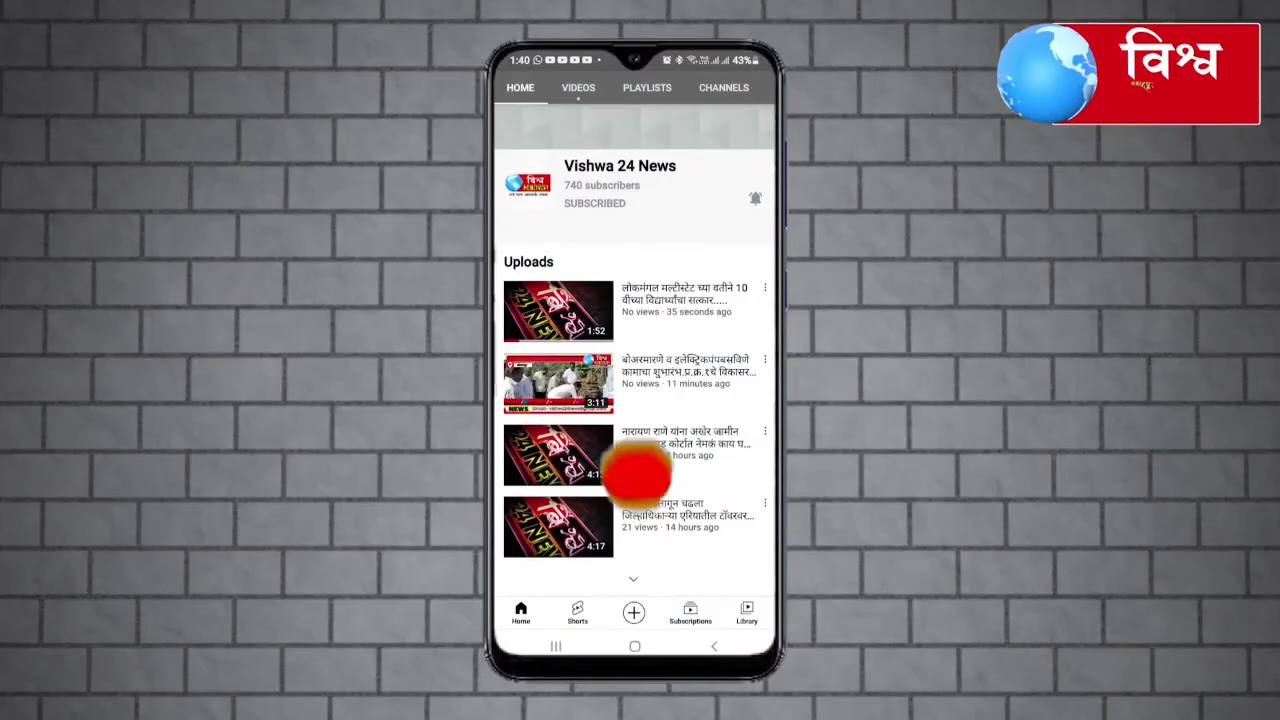 विश्व
1:40
43%
HOME VIDEOS PLAYLISTS CHANNELS
Vishwa 24 News
740 subscribers
SUBSCRIBED
Uploads
लोकमंगल मल्टीस्टेट च्या वतीने 10
वीच्या विद्यार्थ्यांचा सत्कार.....
No views · 35 seconds ago
1:52
बोअरमारणे व इलेक्ट्रिकपंपबसविणे
कामाचा शुभारंभ.प्र.क्र.१चे विकासर...
No views · 11 minutes ago
3:11
NEWS
नारायण राणे यांना अखेर जामीन
कोर्टात नेमकं काय घ...
hours ago
चढला
जिल्हाधिकाऱ्या एरियातील टॉवरवर...
21 views · 14 hours ago
4:17
Home Shorts Subscriptions Library